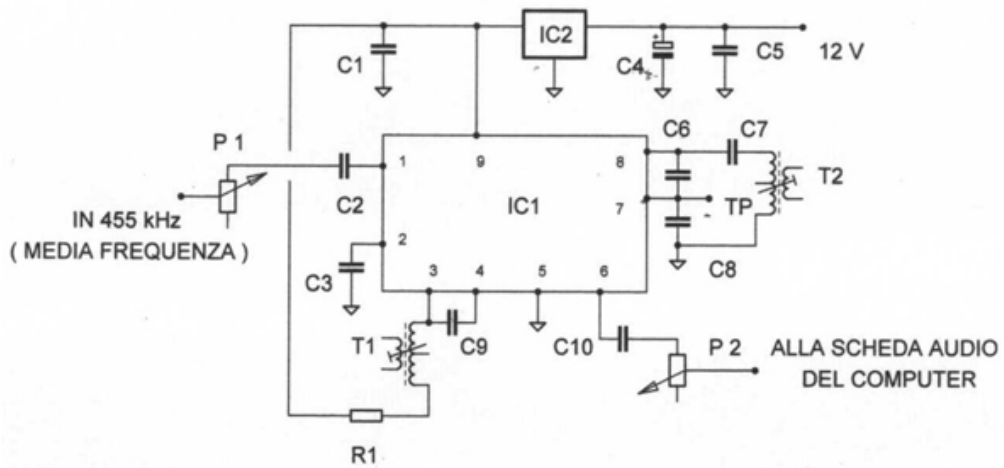 IC2
C1
C4
C5
12 V
P 1
C6
C7
1
9
8
C2
IC1
7
TP
T2
IN 455 kHz
( MEDIA FREQUENZA )
2
C3
3
4
5
6
C8
T1
C9
C10
P 2
ALLA SCHEDA AUDIO
DEL COMPUTER
R1